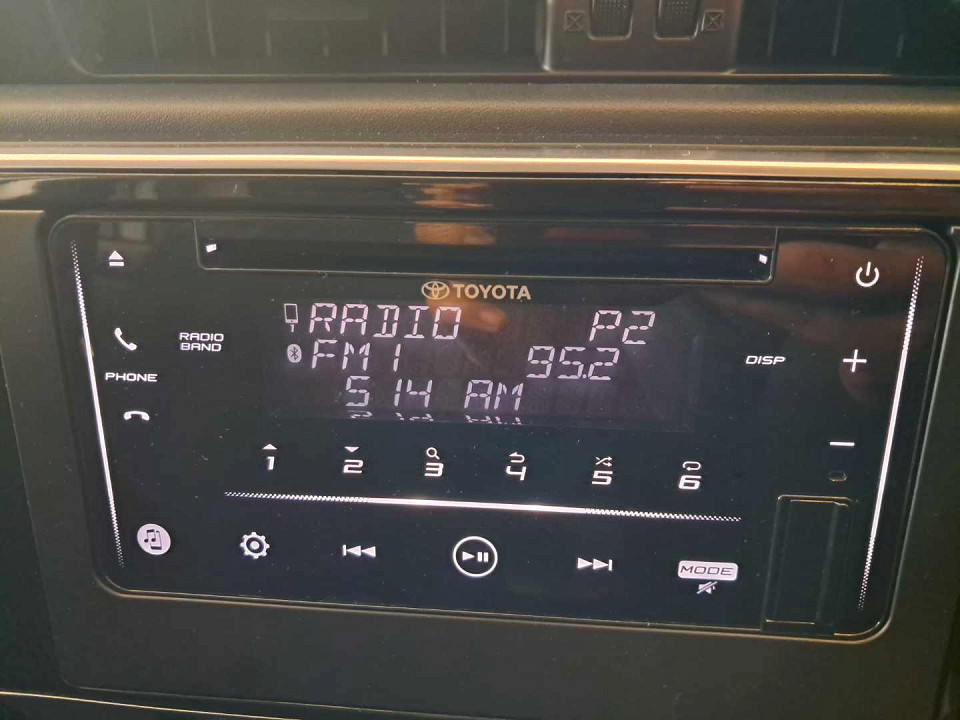 TOYOTA
RADIO P2
FM1 95.2
5 14 AM
RADIO
BAND
PHONE
DISP
+
−
1 2 3 4 5 6
MODE